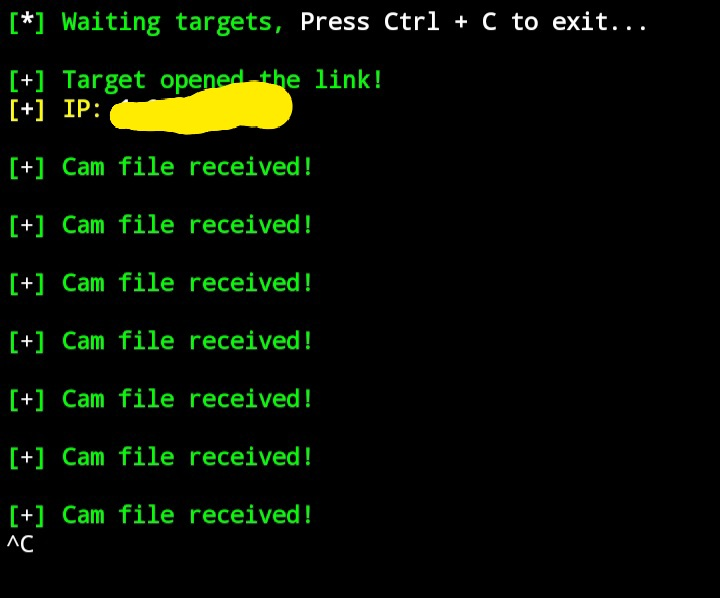 [*] Waiting targets, Press Ctrl + C to exit...
[+] Target opened the link!
[+] IP:
[+] Cam file received!
[+] Cam file received!
[+] Cam file received!
[+] Cam file received!
[+] Cam file received!
[+] Cam file received!
[+] Cam file received!
^C